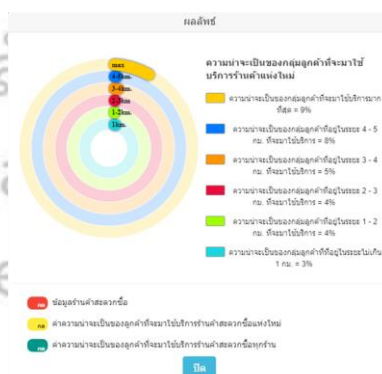 ผลลัพธ์
ความน่าจะเป็นของกลุ่มลูกค้าที่จะมาใช้
บริการร้านค้าแห่งใหม่
max
4-5km.
3-4km.
2-3km.
1-2km.
1km.
ความน่าจะเป็นของกลุ่มลูกค้าที่จะมาใช้บริการมาก
ที่สุด = 9%
ความน่าจะเป็นของกลุ่มลูกค้าที่อยู่ในระยะ 4 - 5
กม. ที่จะมาใช้บริการ = 8%
ความน่าจะเป็นของกลุ่มลูกค้าที่อยู่ในระยะ 3 - 4
กม. ที่จะมาใช้บริการ = 5%
ความน่าจะเป็นของกลุ่มลูกค้าที่อยู่ในระยะ 2 - 3
กม. ที่จะมาใช้บริการ = 4%
ความน่าจะเป็นของกลุ่มลูกค้าที่อยู่ในระยะ 1 - 2
กม. ที่จะมาใช้บริการ = 4%
ความน่าจะเป็นของกลุ่มลูกค้าที่ที่อยู่ในระยะไม่เกิน
1 กม. = 3%
ข้อมูลร้านค้าสะดวกซื้อ
ค่าความน่าจะเป็นของลูกค้าที่จะมาใช้บริการร้านค้าสะดวกซื้อแห่งใหม่
ค่าความน่าจะเป็นของลูกค้าที่จะมาใช้บริการร้านค้าสะดวกซื้อทุกร้าน
ปิด